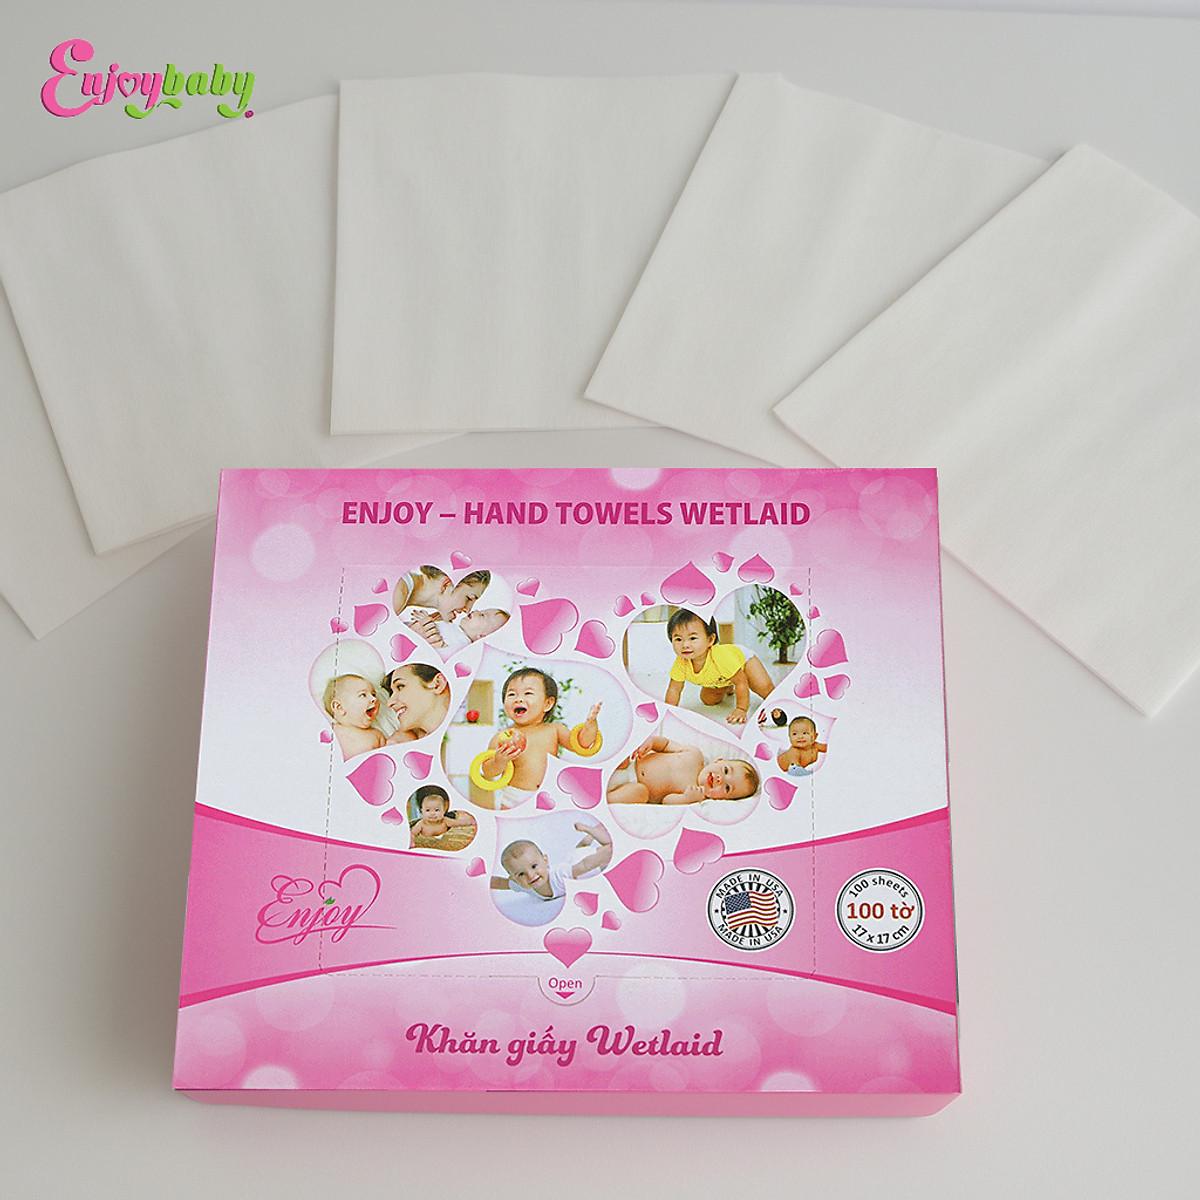 Enjoybaby
ENJOY – HAND TOWELS WETLAID
Enjoy
MADE IN USA
MADE IN USA
100 sheets
100 tờ
17 x 17 cm
Open
Khăn giấy Wetlaid